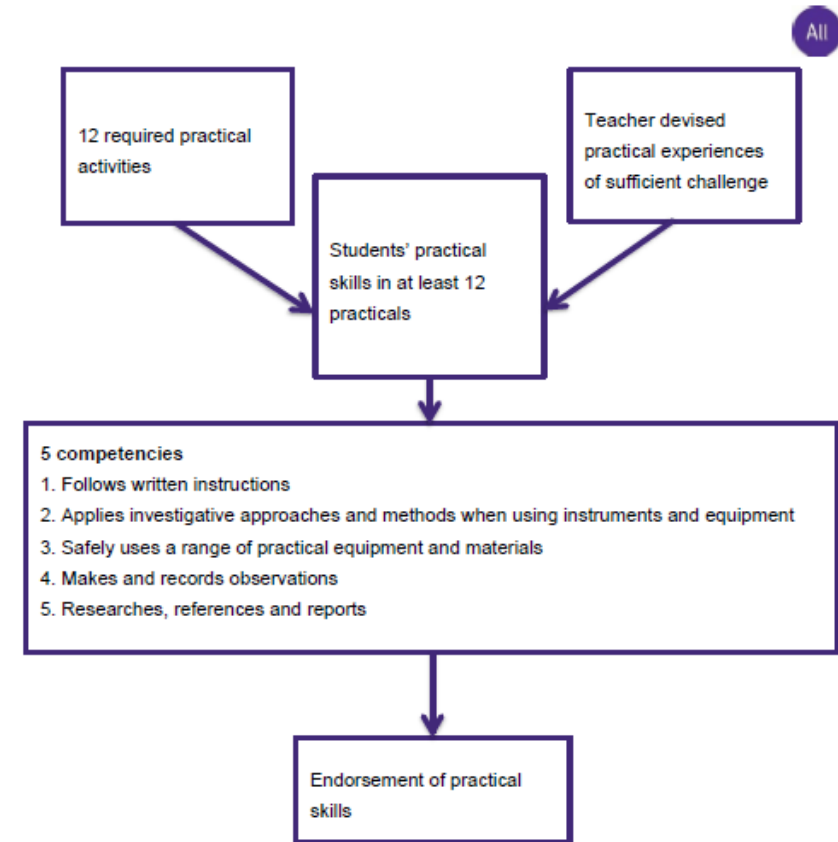 All
12 required practical
activities
Teacher devised
practical experiences
of sufficient challenge
Students’ practical
skills in at least 12
practicals
5 competencies
1. Follows written instructions
2. Applies investigative approaches and methods when using instruments and equipment
3. Safely uses a range of practical equipment and materials
4. Makes and records observations
5. Researches, references and reports
Endorsement of practical
skills